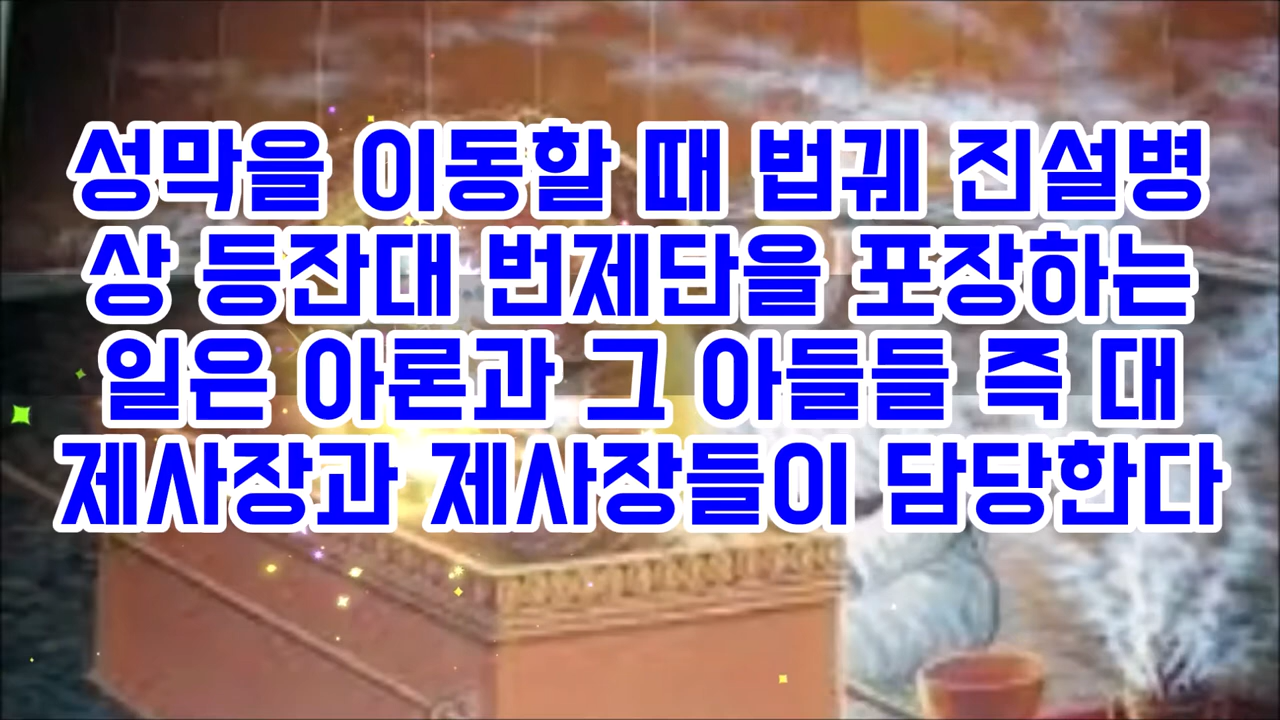 성막을 이동할 때 법궤 진설병
상 등잔대 번제단을 포장하는
일은 아론과 그 아들들 즉 대
제사장과 제사장들이 담당한다